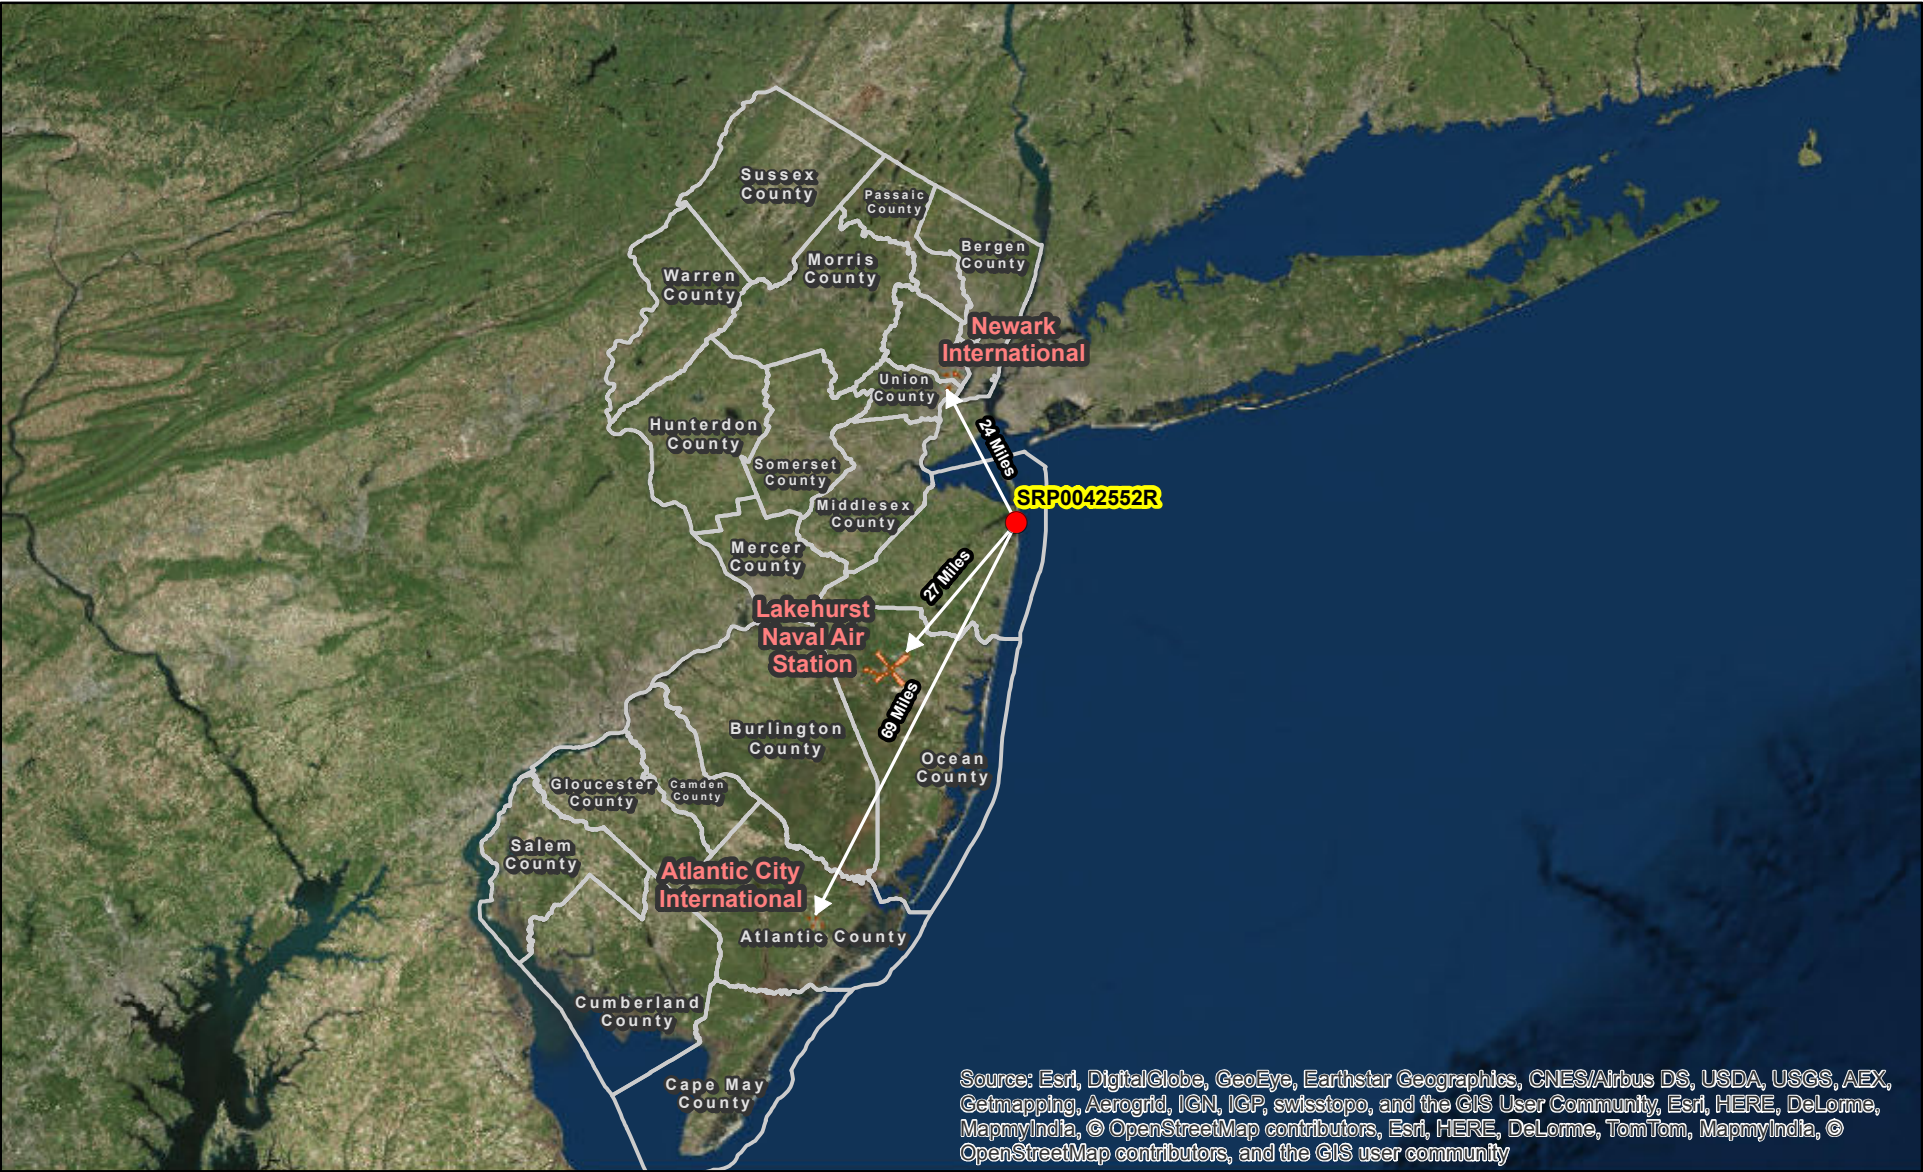 Sussex
County
Passaic
County
Bergen
County
Morris
County
Warren
County
Newark
International
Union
County
Hunterdon
County
24 Miles
Somerset
County
SRP0042552R
Middlesex
County
Mercer
County
27 Miles
Lakehurst
Naval Air
Station
69 Miles
Burlington
County
Ocean
County
Gloucester
County
Camden
County
Salem
County
Atlantic City
International
Atlantic County
Cumberland
County
Cape May
County
Source: Esri, DigitalGlobe, GeoEye, Earthstar Geographics, CNES/Airbus DS, USDA, USGS, AEX,
Getmapping, Aerogrid, IGN, IGP, swisstopo, and the GIS User Community, Esri, HERE, DeLorme,
MapmyIndia, © OpenStreetMap contributors, Esri, HERE, DeLorme, TomTom, MapmyIndia, ©
OpenStreetMap contributors, and the GIS user community